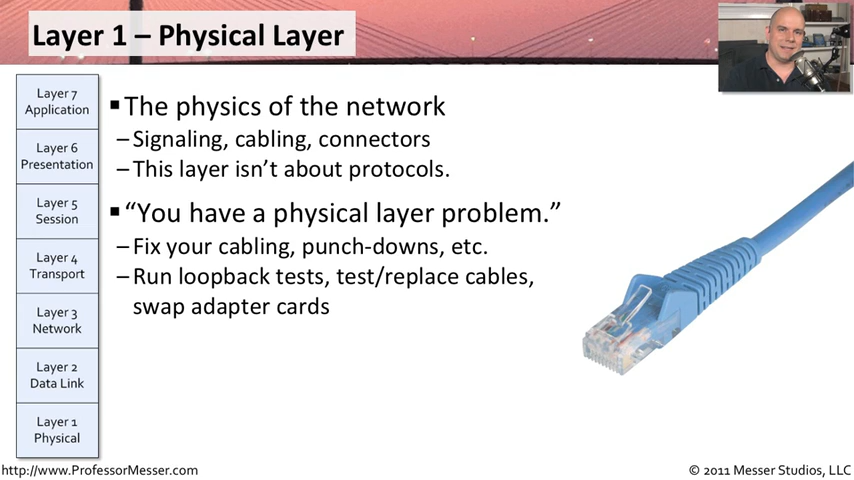 Layer 1 – Physical Layer
Layer 7
Application
Layer 6
Presentation
Layer 5
Session
Layer 4
Transport
Layer 3
Network
Layer 2
Data Link
Layer 1
Physical
▪ The physics of the network
– Signaling, cabling, connectors
– This layer isn’t about protocols.
▪ “You have a physical layer problem.”
– Fix your cabling, punch-downs, etc.
– Run loopback tests, test/replace cables,
swap adapter cards
http://www.ProfessorMesser.com
© 2011 Messer Studios, LLC